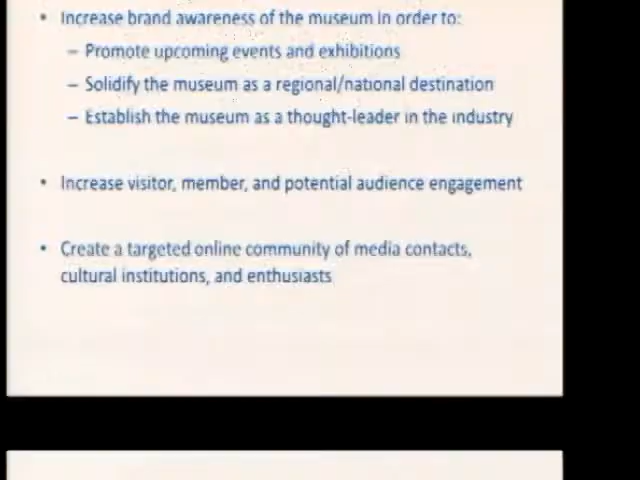 • Increase brand awareness of the museum in order to:
– Promote upcoming events and exhibitions
– Solidify the museum as a regional/national destination
– Establish the museum as a thought-leader in the industry
• Increase visitor, member, and potential audience engagement
• Create a targeted online community of media contacts,
cultural institutions, and enthusiasts